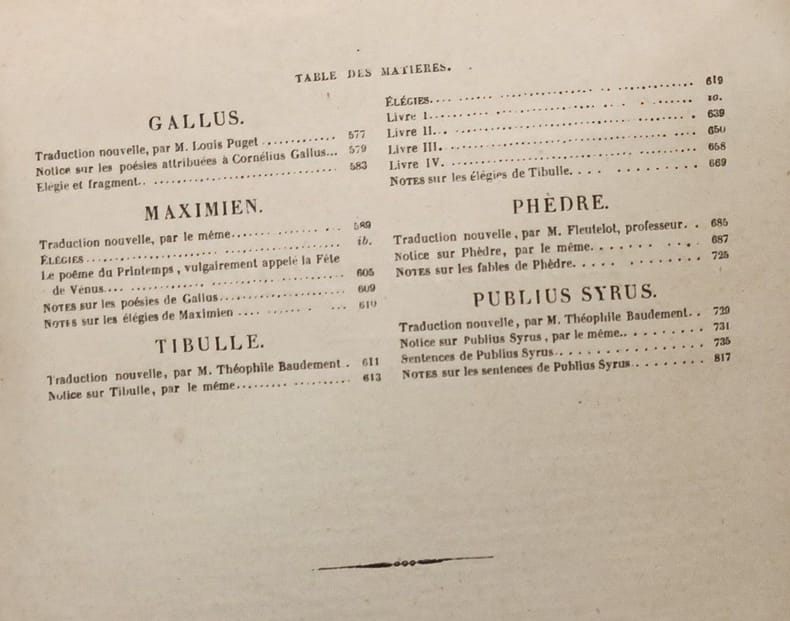 TABLE DES MATIÈRES.
GALLUS.
Traduction nouvelle, par M. Louis Puget ............ 577
Notice sur les poésies attribuées à Cornélius Gallus... 579
Élégie et fragment.. ........................ 583
MAXIMIEN.
Traduction nouvelle, par le même.................. 589
ÉLÉGIES ........................................ ib.
Le poème du Printemps, vulgairement appelé la Fête
de Vénus.... .............................. 605
NOTES sur les poésies de Gallus.................... 609
NOTES sur les élégies de Maximien .............. 610
TIBULLE.
Traduction nouvelle, par M. Théophile Baudement . 611
Notice sur Tibulle, par le même.................. 613
ÉLÉGIES.... .............................. 619
Livre I......................................
Livre II...................................... 639
Livre III..................................... 650
Livre IV. .................................... 658
NOTES sur les élégies de Tibulle.... .......... 669
PHÈDRE.
Traduction nouvelle, par M. Fleutelot, professeur. . 685
Notice sur Phèdre, par le même....... .... 687
NOTES sur les fables de Phèdre.... .......... 725
PUBLIUS SYRUS.
Traduction nouvelle, par M. Théophile Baudement. . 729
Notice sur Publius Syrus, par le même........... 731
Sentences de Publius Syrus.................... 735
NOTES sur les sentences de Publius Syrus......... 817